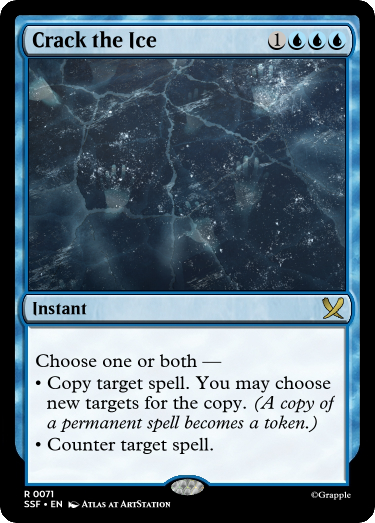 Crack the Ice 1
Instant
Choose one or both —
• Copy target spell. You may choose
new targets for the copy. (A copy of
a permanent spell becomes a token.)
• Counter target spell.
R 0071
SSF • EN Atlas at ArtStation
©Grapple